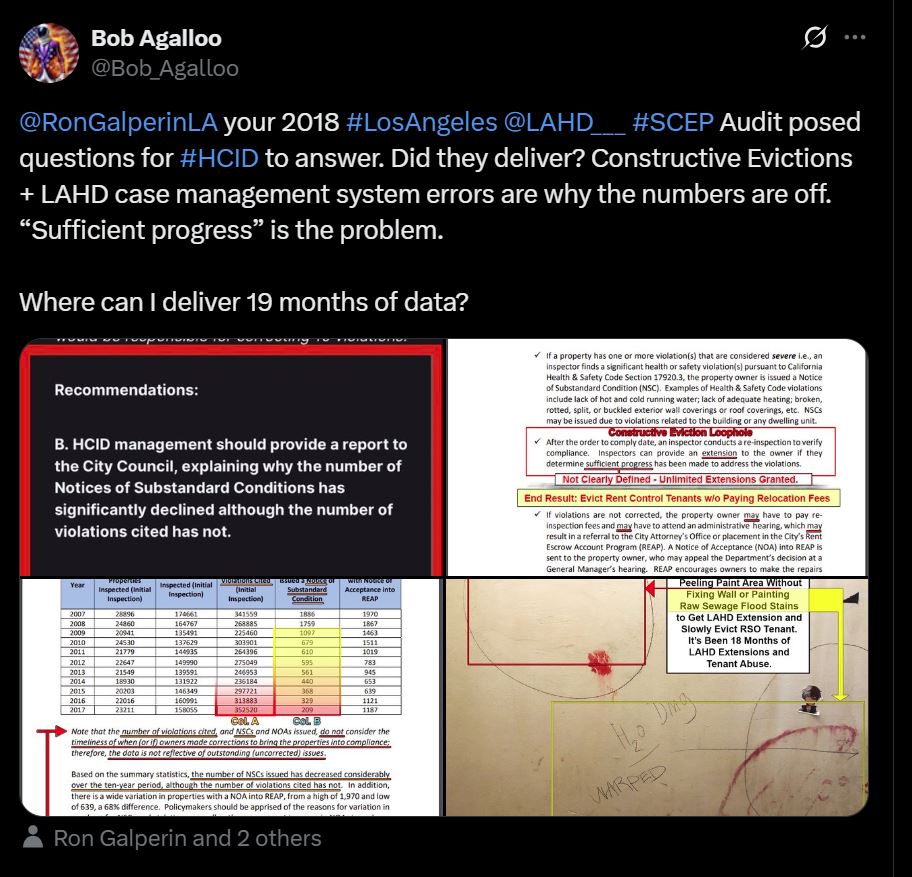 Bob Agalloo
@Bob_Agalloo
@RonGalperinLA your 2018 #LosAngeles @LAHD___ #SCEP Audit posed
questions for #HCID to answer. Did they deliver? Constructive Evictions
+ LAHD case management system errors are why the numbers are off.
“Sufficient progress” is the problem.
Where can I deliver 19 months of data?
would be responsible for correcting 10 violations.
Recommendations:
B. HCID management should provide a report to
the City Council, explaining why the number of
Notices of Substandard Conditions has
significantly declined although the number of
violations cited has not.
✓ If a property has one or more violation(s) that are considered severe i.e., an
inspector finds a significant health or safety violation(s) pursuant to California
Health & Safety Code Section 17920.3, the property owner is issued a Notice
of Substandard Condition (NSC). Examples of Health & Safety Code violations
include lack of hot and cold running water; lack of adequate heating; broken,
rotted, split, or buckled exterior wall coverings or roof coverings, etc. NSCs
may be issued due to violations related to the building or any dwelling unit.
Constructive Eviction Loophole
✓ After the order to comply date, an inspector conducts a re-inspection to verify
compliance. Inspectors can provide an extension to the owner if they
determine sufficient progress has been made to address the violations.
Not Clearly Defined - Unlimited Extensions Granted.
End Result: Evict Rent Control Tenants w/o Paying Relocation Fees
✓ If violations are not corrected, the property owner may have to pay re-
inspection fees and may have to attend an administrative hearing, which may
result in a referral to the City Attorney’s Office or placement in the City’s Rent
Escrow Account Program (REAP). A Notice of Acceptance (NOA) into REAP is
sent to the property owner, who may appeal the Department’s decision at a
General Manager’s hearing. REAP encourages owners to make the repairs
Year Properties Inspected (Initial Inspection) Inspected (Initial Inspection) Violations Cited (Initial Inspection) Issued a Notice of Substandard Condition with Notice of Acceptance into REAP
2007 28896 174661 341559 1886 1970
2008 24860 164767 268885 1759 1867
2009 20941 135491 225460 1097 1463
2010 24530 137629 303901 679 1511
2011 21779 144935 264396 610 1019
2012 22647 149990 275049 595 783
2013 21549 139591 246953 561 945
2014 18930 131922 236184 440 653
2015 20203 146349 297721 368 639
2016 22016 160991 313883 329 1121
2017 23211 158055 352520 209 1187
Col. A Col. B
Note that the number of violations cited, and NSCs and NOAs issued, do not consider the
timeliness of when (or if) owners made corrections to bring the properties into compliance;
therefore, the data is not reflective of outstanding (uncorrected) issues.
Based on the summary statistics, the number of NSCs issued has decreased considerably
over the ten-year period, although the number of violations cited has not. In addition,
there is a wide variation in properties with a NOA into REAP, from a high of 1,970 and low
of 639, a 68% difference. Policymakers should be apprised of the reasons for variation in
Peeling Paint Area Without
Fixing Wall or Painting
Raw Sewage Flood Stains
to Get LAHD Extension and
Slowly Evict RSO Tenant.
It's Been 18 Months of
LAHD Extensions and
Tenant Abuse.
H2O DMG
WARPED
Ron Galperin and 2 others